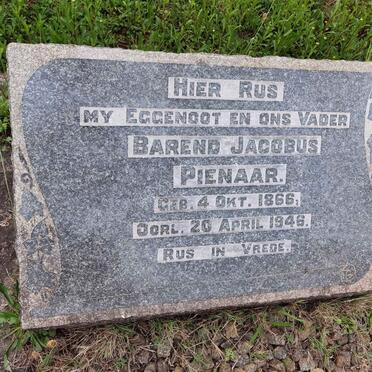 HIER RUS
MY EGGENOOT EN ONS VADER
BAREND JACOBUS
PIENAAR.
GEB. 4 OKT. 1866;
OORL. 20 APRIL 1946.
RUS IN VREDE.